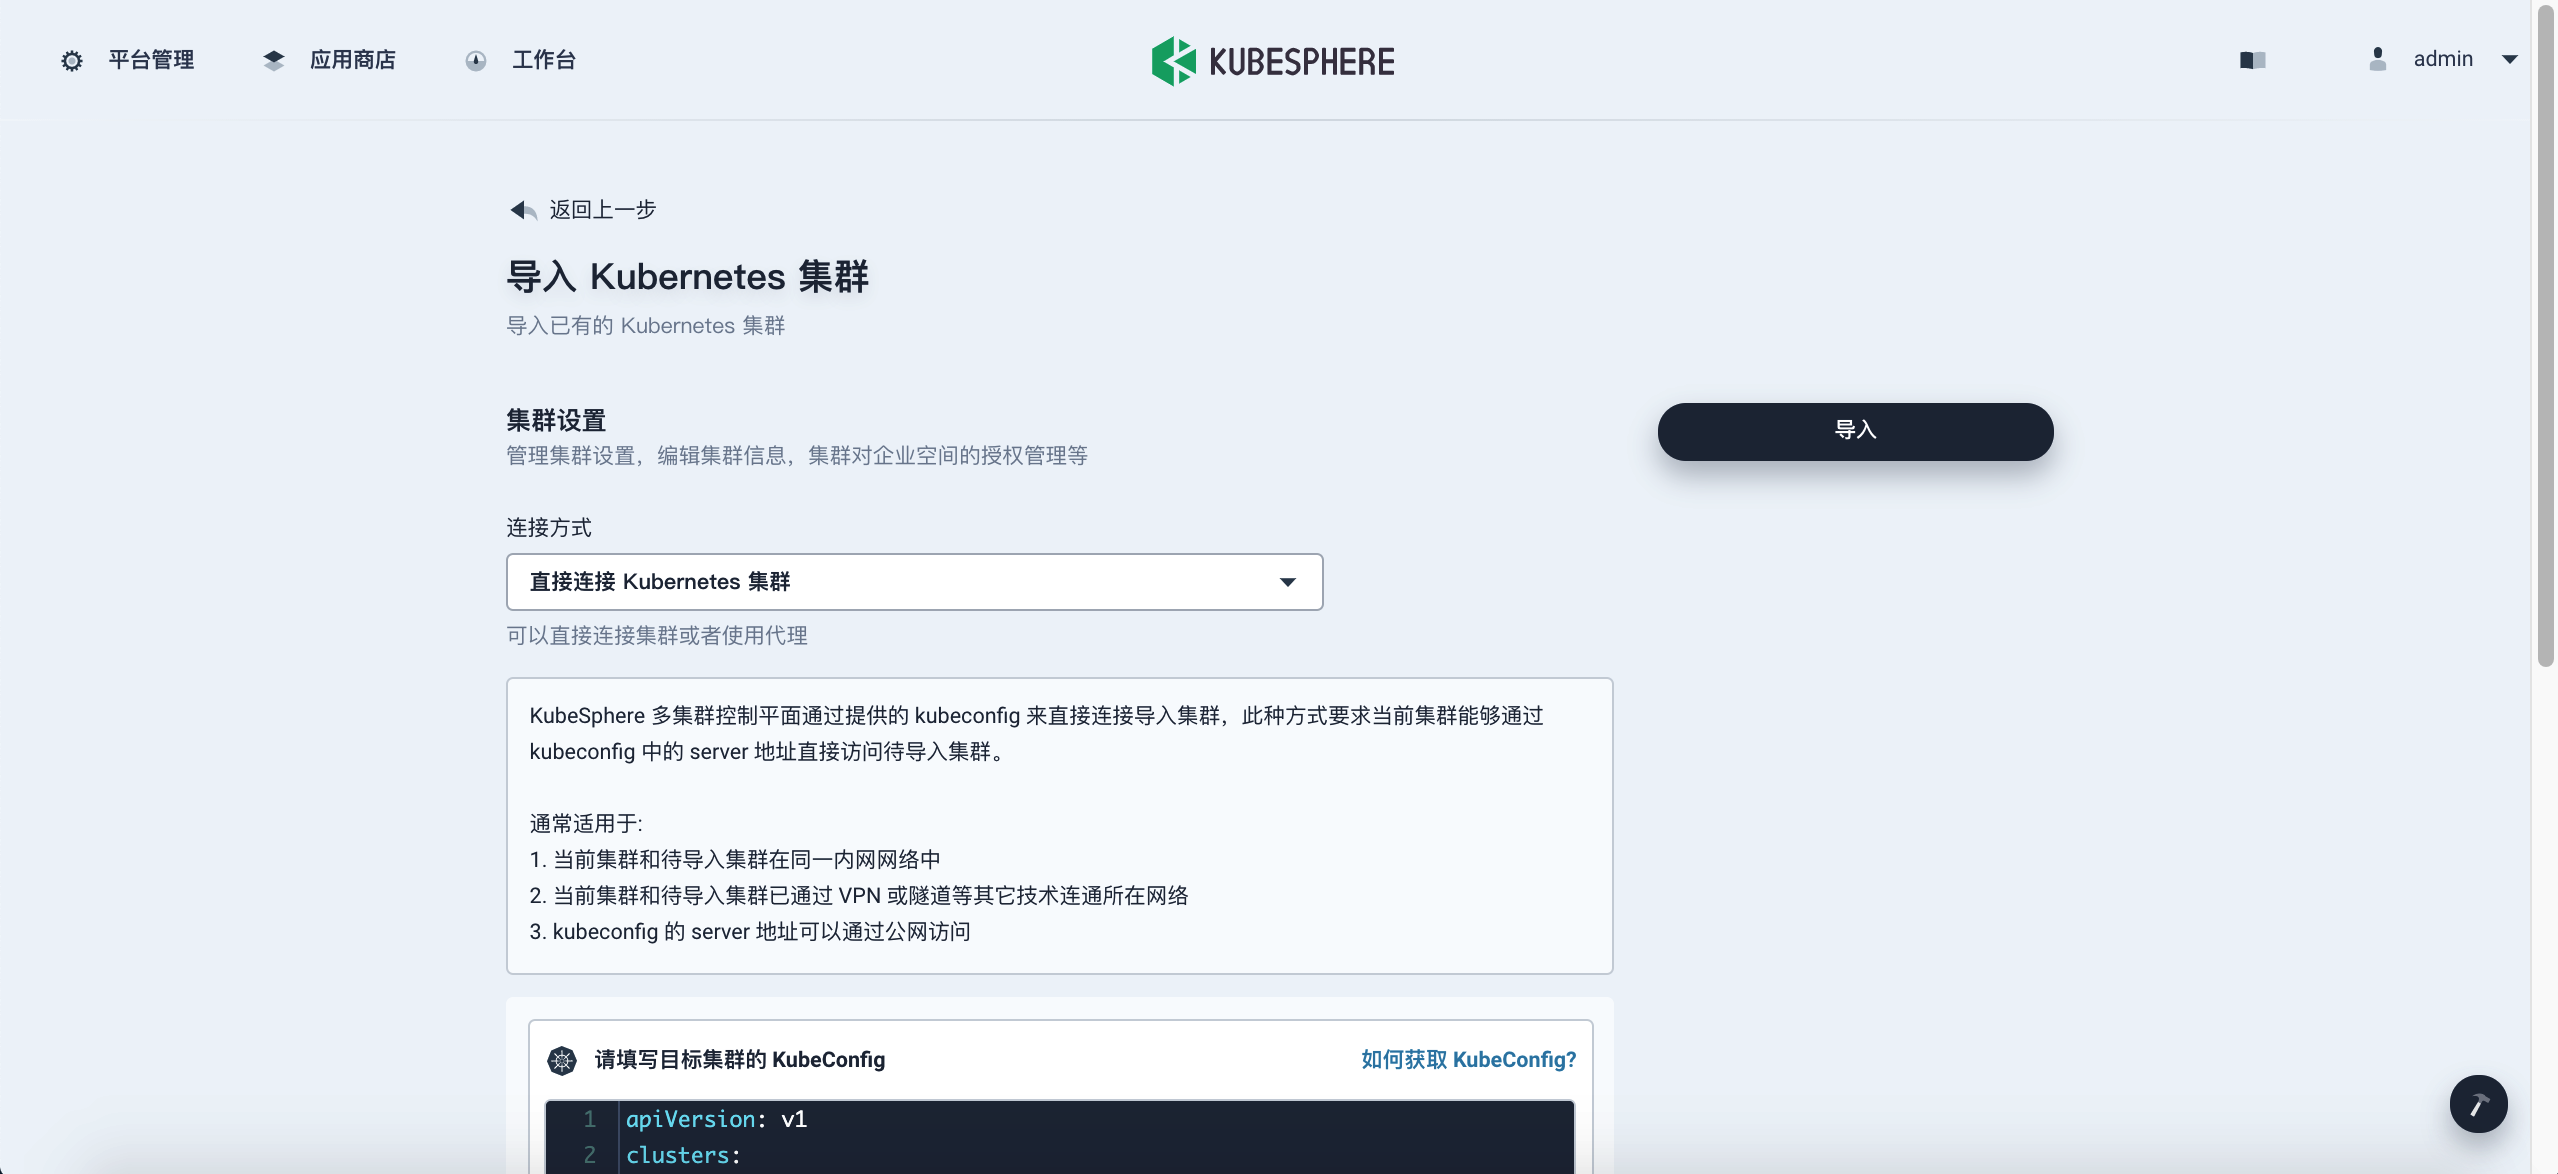 平台管理
应用商店
工作台
KUBESPHERE
admin
返回上一步
导入 Kubernetes 集群
导入已有的 Kubernetes 集群
集群设置
管理集群设置，编辑集群信息，集群对企业空间的授权管理等
导入
连接方式
直接连接 Kubernetes 集群
可以直接连接集群或者使用代理
KubeSphere 多集群控制平面通过提供的 kubeconfig 来直接连接导入集群，此种方式要求当前集群能够通过
kubeconfig 中的 server 地址直接访问待导入集群。
通常适用于:
1. 当前集群和待导入集群在同一内网网络中
2. 当前集群和待导入集群已通过 VPN 或隧道等其它技术连通所在网络
3. kubeconfig 的 server 地址可以通过公网访问
请填写目标集群的 KubeConfig
如何获取 KubeConfig?
1 apiVersion: v1
2 clusters: